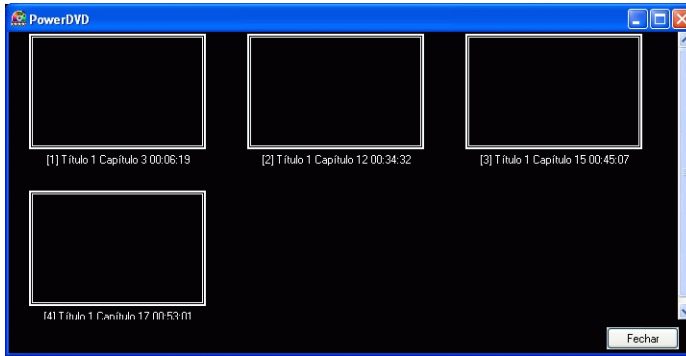 PowerDVD
[1] Título 1 Capítulo 3 00:06:19
[2] Título 1 Capítulo 12 00:34:32
[3] Título 1 Capítulo 15 00:45:07
[4] Título 1 Capítulo 17 00:53:01
Fechar